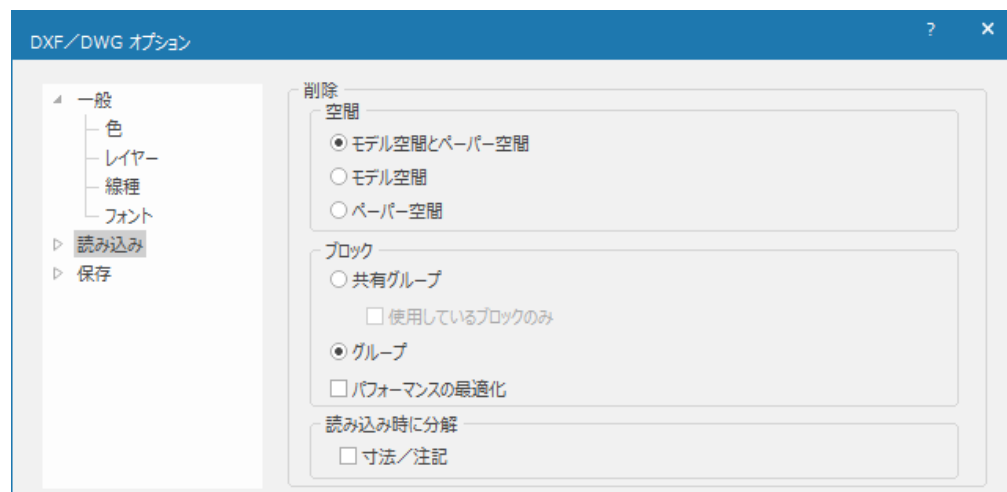 DXF／DWG オプション
?
×
一般
色
レイヤー
線種
フォント
読み込み
保存
削除
空間
モデル空間とペーパー空間
モデル空間
ペーパー空間
ブロック
共有グループ
使用しているブロックのみ
グループ
パフォーマンスの最適化
読み込み時に分解
寸法／注記